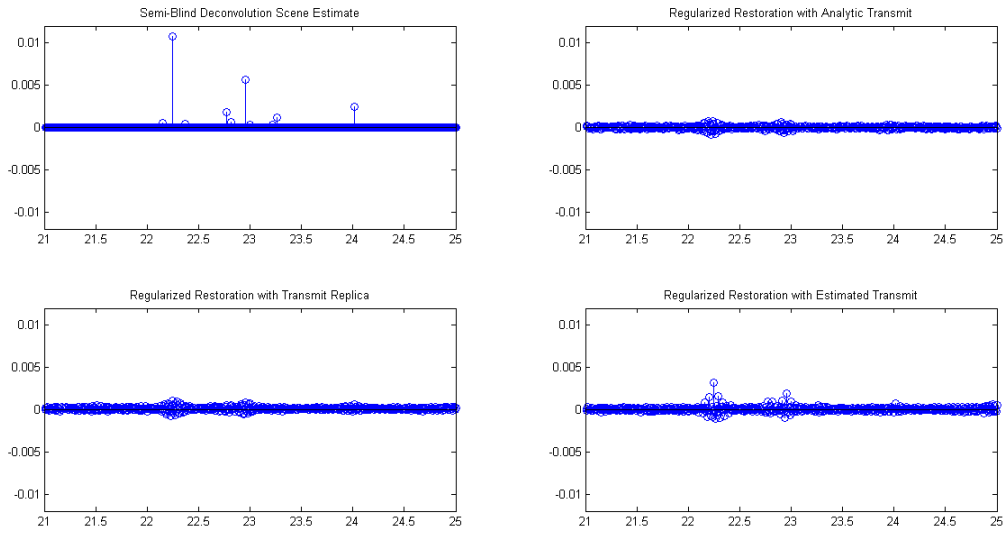 Semi-Blind Deconvolution Scene Estimate
0.01
0.005
0
-0.005
-0.01
21 21.5 22 22.5 23 23.5 24 24.5 25
Regularized Restoration with Analytic Transmit
0.01
0.005
0
-0.005
-0.01
21 21.5 22 22.5 23 23.5 24 24.5 25
Regularized Restoration with Transmit Replica
0.01
0.005
0
-0.005
-0.01
21 21.5 22 22.5 23 23.5 24 24.5 25
Regularized Restoration with Estimated Transmit
0.01
0.005
0
-0.005
-0.01
21 21.5 22 22.5 23 23.5 24 24.5 25